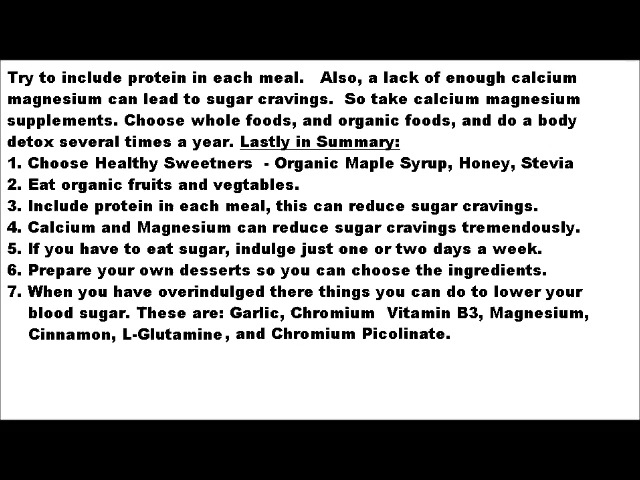 Try to include protein in each meal.   Also, a lack of enough calcium
magnesium can lead to sugar cravings.  So take calcium magnesium
supplements. Choose whole foods, and organic foods, and do a body
detox several times a year. Lastly in Summary:
1. Choose Healthy Sweetners  - Organic Maple Syrup, Honey, Stevia
2. Eat organic fruits and vegtables.
3. Include protein in each meal, this can reduce sugar cravings.
4. Calcium and Magnesium can reduce sugar cravings tremendously.
5. If you have to eat sugar, indulge just one or two days a week.
6. Prepare your own desserts so you can choose the ingredients.
7. When you have overindulged there things you can do to lower your
blood sugar. These are: Garlic, Chromium  Vitamin B3, Magnesium,
Cinnamon, L-Glutamine, and Chromium Picolinate.